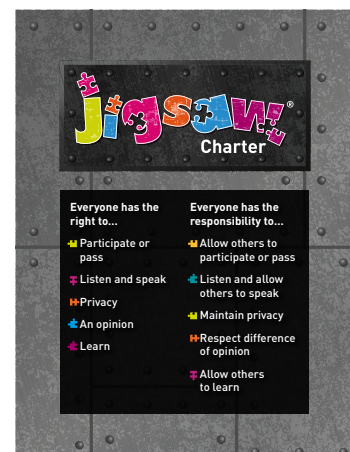 jigsaw®
Charter
Everyone has the
right to...
Participate or
pass
Listen and speak
Privacy
An opinion
Learn
Everyone has the
responsibility to...
Allow others to
participate or pass
Listen and allow
others to speak
Maintain privacy
Respect difference
of opinion
Allow others
to learn